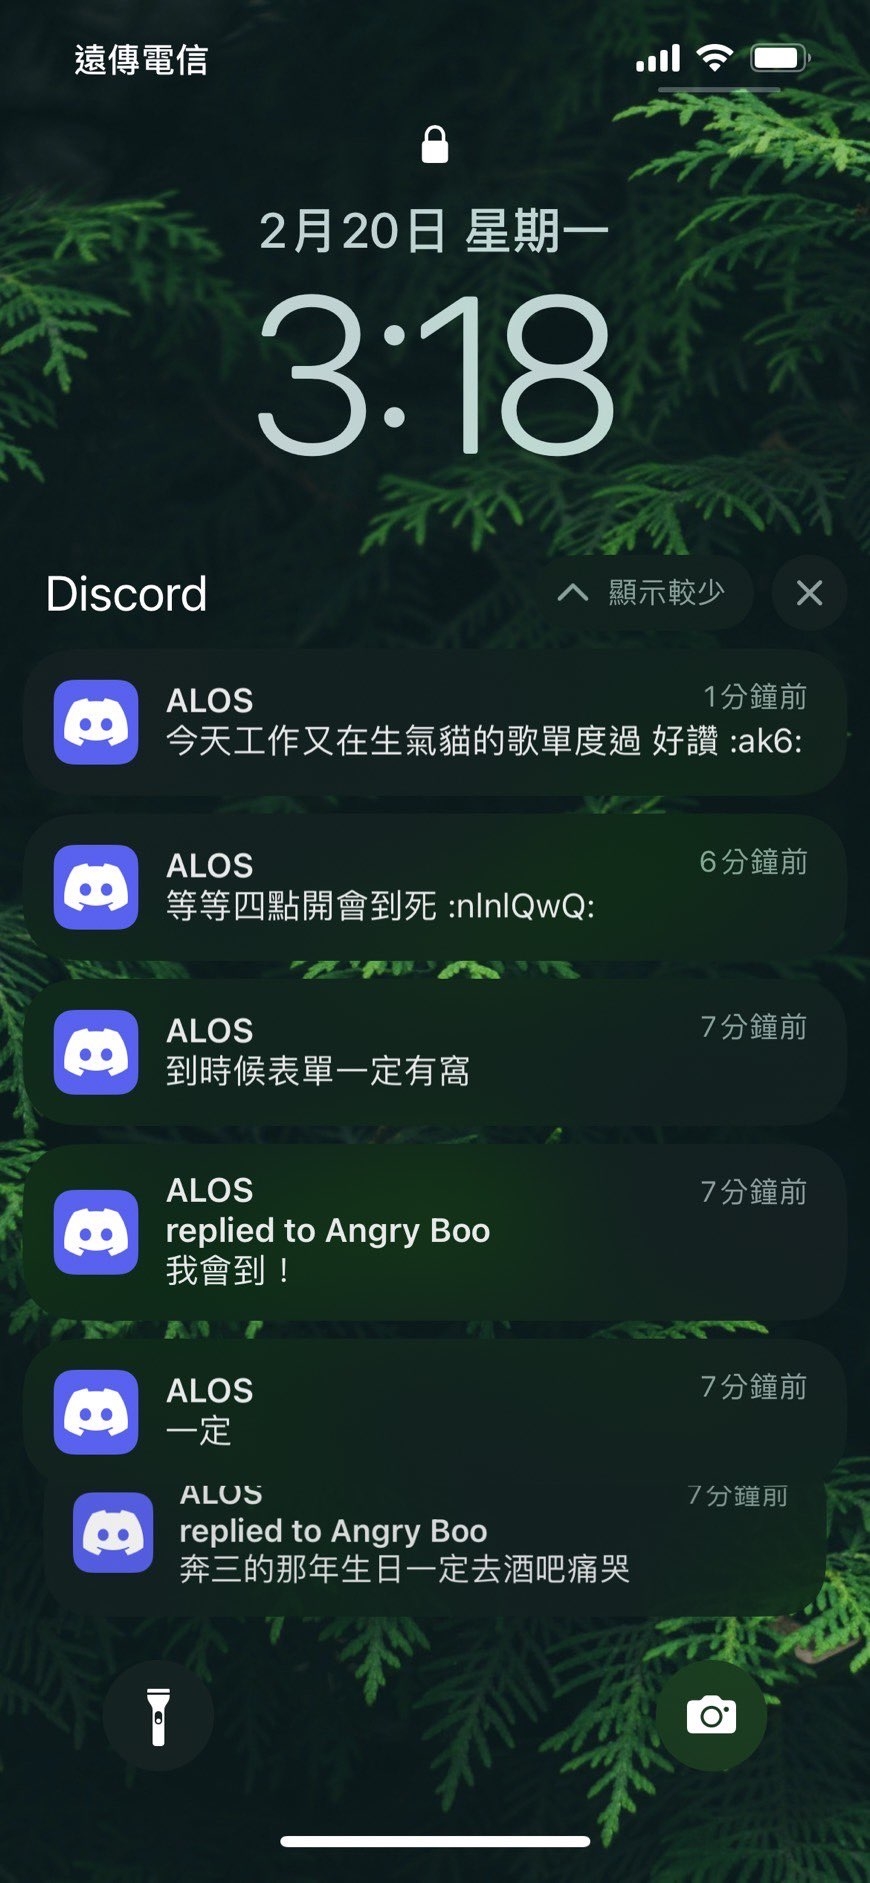 遠傳電信
2月20日 星期一
3:18
Discord
顯示較少
ALOS
1分鐘前
今天工作又在生氣貓的歌單度過 好讚 :ak6:
ALOS
6分鐘前
等等四點開會到死 :nlnlQwQ:
ALOS
7分鐘前
到時候表單一定有窩
ALOS
7分鐘前
replied to Angry Boo
我會到！
ALOS
7分鐘前
一定
ALOS
7分鐘前
replied to Angry Boo
奔三的那年生日一定去酒吧痛哭